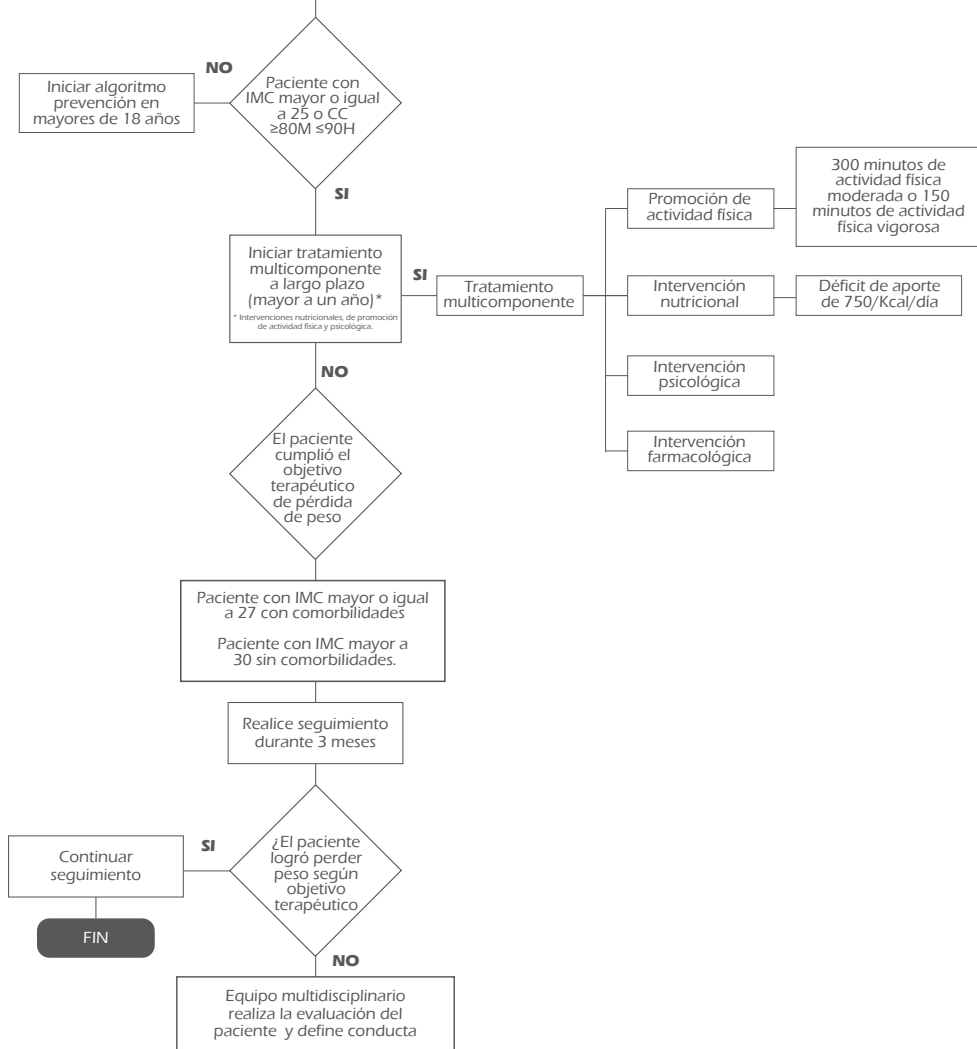 NO
Iniciar algoritmo
prevención en
mayores de 18 años
Paciente con
IMC mayor o igual
a 25 o CC
≥80M ≤90H
SI
Iniciar tratamiento
multicomponente
a largo plazo
(mayor a un año)*
* Intervenciones nutricionales, de promoción
de actividad física y psicológica.
SI
Tratamiento
multicomponente
Promoción de
actividad física
300 minutos de
actividad física
moderada o 150
minutos de actividad
física vigorosa
Intervención
nutricional
Déficit de aporte
de 750/Kcal/día
Intervención
psicológica
Intervención
farmacológica
NO
El paciente
cumplió el
objetivo
terapéutico
de pérdida
de peso
Paciente con IMC mayor o igual
a 27 con comorbilidades
Paciente con IMC mayor a
30 sin comorbilidades.
Realice seguimiento
durante 3 meses
¿El paciente
logró perder
peso según
objetivo
terapéutico
SI
Continuar
seguimiento
FIN
NO
Equipo multidisciplinario
realiza la evaluación del
paciente y define conducta